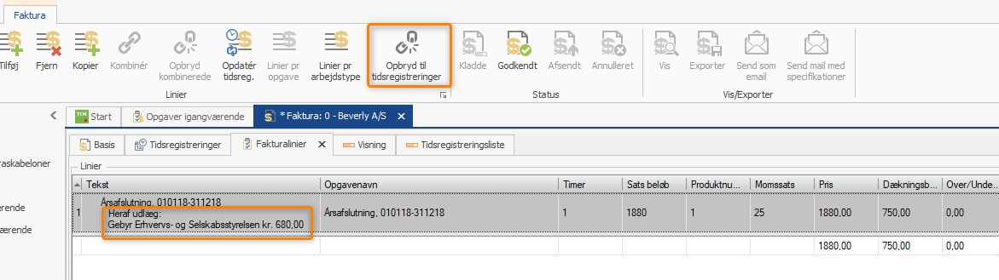 Faktura
Tilføj
Fjern
Kopier
Kombinér
Opbryd kombinerede
Opdatér tidsreg.
Linier pr opgave
Linier pr arbejdstype
Opbryd til tidsregistreringer
Kladde
Godkendt
Afsendt
Annulleret
Vis
Exporter
Send som email
Send mail med specifikationer
Linier
Status
Vis/Exporter
TIM Start
Opgaver igangværende
* Faktura: 0 - Beverly A/S
Basis
Tidsregistreringer
Fakturalinier
Visning
Tidsregistreringsliste
raskabeloner
Linier
Tekst Opgavenavn Timer Sats beløb Produktnu... Momssats Pris Dækningsb... Over/Unde...
Årsafslutning, 010118-311218
1 Heraf udlæg: Årsafslutning, 010118-311218 1 1880 1 25 1880,00 750,00 0,00
Gebyr Erhvervs- og Selskabsstyrelsen kr. 680,00
1880,00 750,00 0,00
ærende
værende